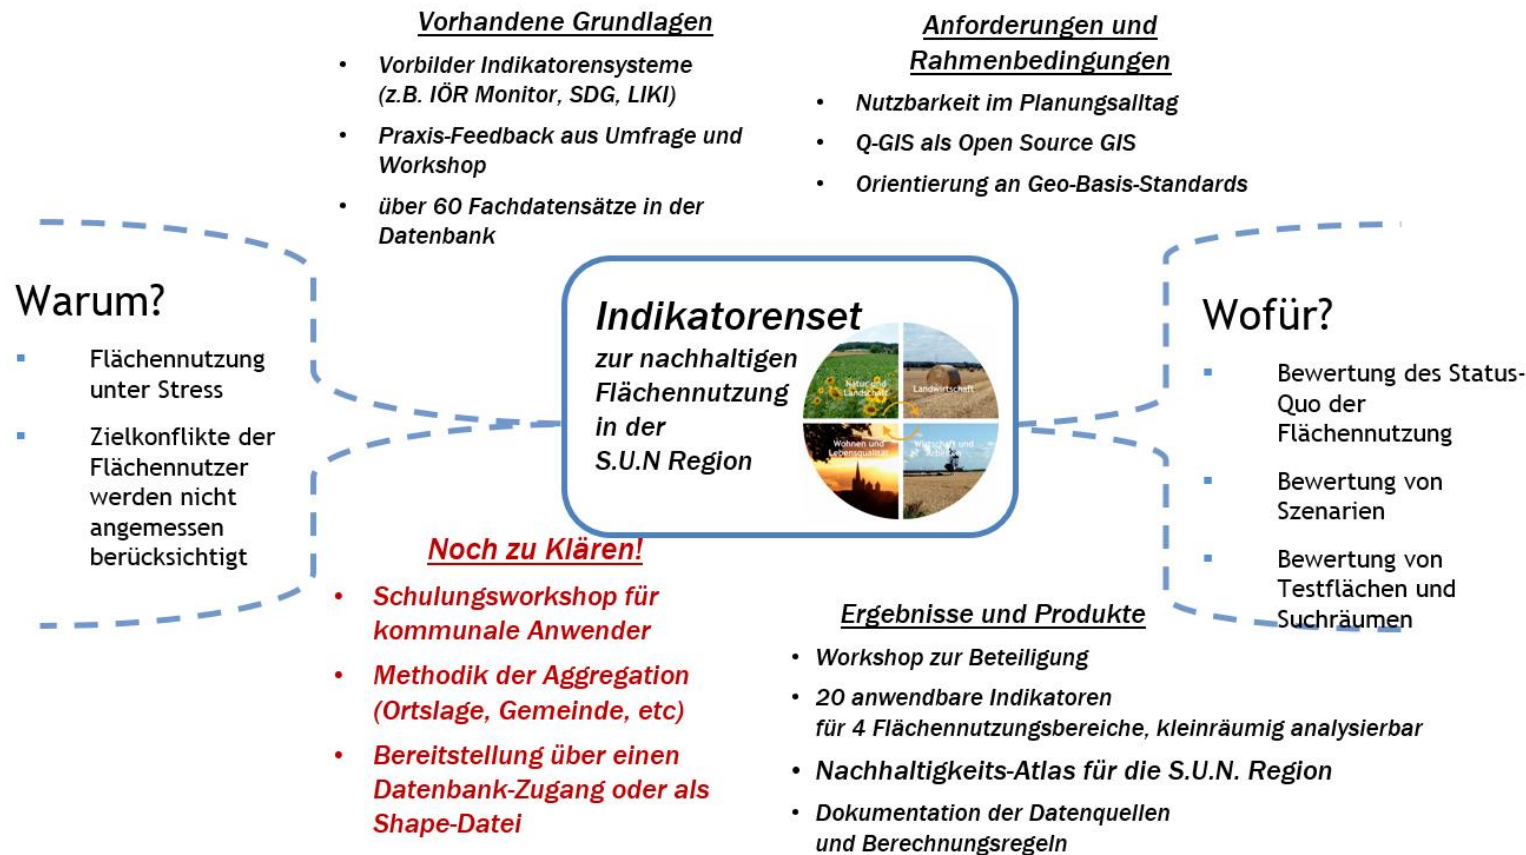 Vorhandene Grundlagen
• Vorbilder Indikatorensysteme
(z.B. IÖR Monitor, SDG, LIKI)
• Praxis-Feedback aus Umfrage und
Workshop
• über 60 Fachdatensätze in der
Datenbank
Anforderungen und
Rahmenbedingungen
• Nutzbarkeit im Planungsalltag
• Q-GIS als Open Source GIS
• Orientierung an Geo-Basis-Standards
Warum?
▪ Flächennutzung
unter Stress
▪ Zielkonflikte der
Flächennutzer
werden nicht
angemessen
berücksichtigt
Indikatorenset
zur nachhaltigen
Flächennutzung
in der
S.U.N Region
Natur und
Landschaft
Landwirtschaft
Wohnen und
Lebensqualität
Wirtschaft und
Arbeiten
Wofür?
▪ Bewertung des Status-
Quo der
Flächennutzung
▪ Bewertung von
Szenarien
▪ Bewertung von
Testflächen und
Suchräumen
Noch zu Klären!
• Schulungsworkshop für
kommunale Anwender
• Methodik der Aggregation
(Ortslage, Gemeinde, etc)
• Bereitstellung über einen
Datenbank-Zugang oder als
Shape-Datei
Ergebnisse und Produkte
• Workshop zur Beteiligung
• 20 anwendbare Indikatoren
für 4 Flächennutzungsbereiche, kleinräumig analysierbar
• Nachhaltigkeits-Atlas für die S.U.N. Region
• Dokumentation der Datenquellen
und Berechnungsregeln